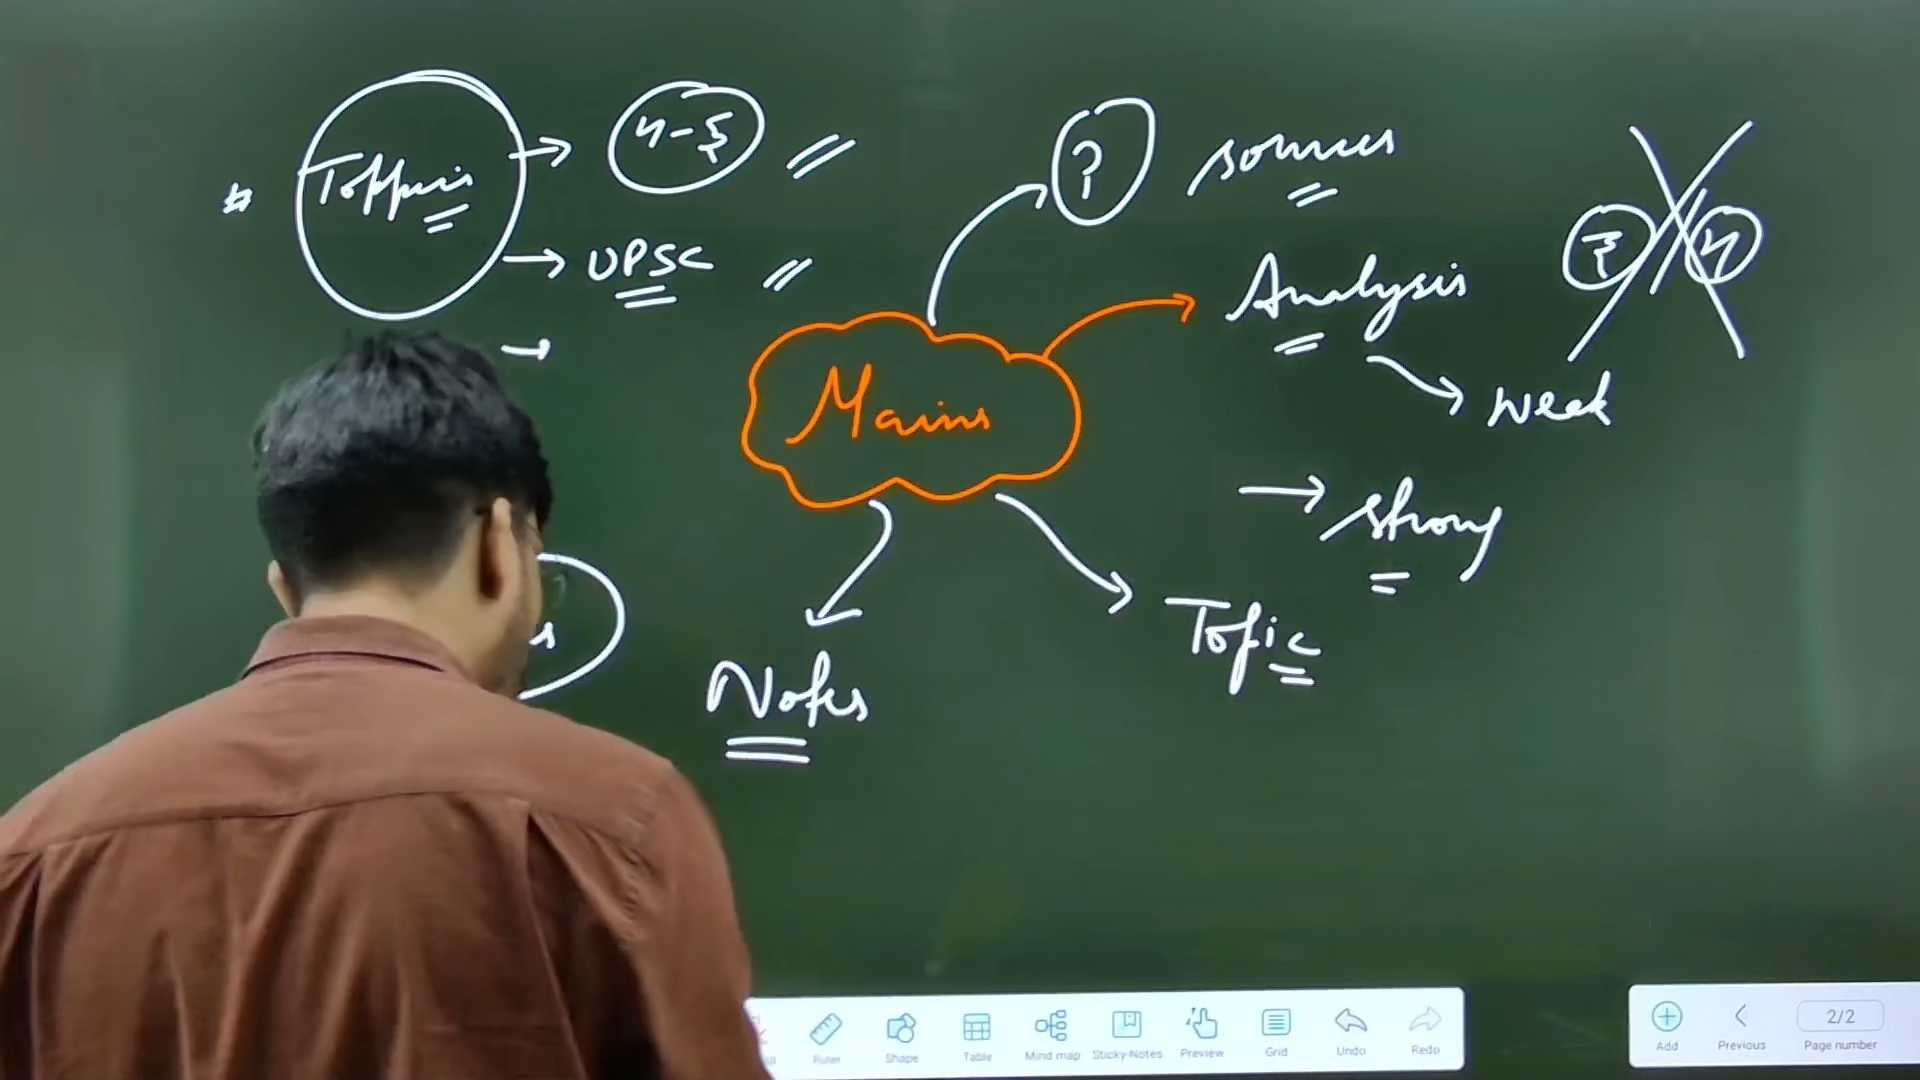 Toppers
UPSC
?
sources
Analysis
week
strong
Topic
Mains
Notes
Ruler
Shape
Table
Mind map
Sticky-Notes
Preview
Grid
Undo
Redo
Add
Previous
2/2
Page number